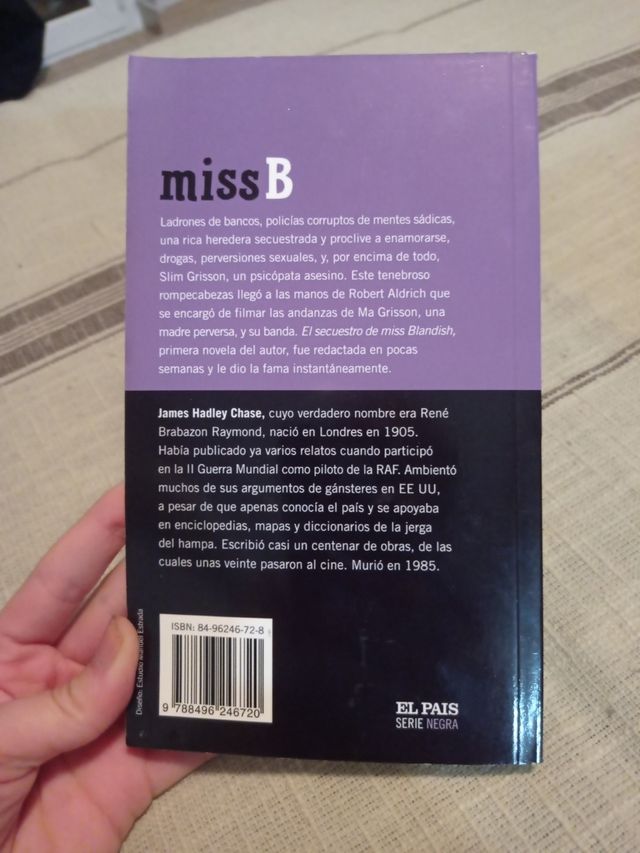 miss B
Ladrones de bancos, policías corruptos de mentes sádicas,
una rica heredera secuestrada y proclive a enamorarse,
drogas, perversiones sexuales, y, por encima de todo,
Slim Grisson, un psicópata asesino. Este tenebroso
rompecabezas llegó a las manos de Robert Aldrich que
se encargó de filmar las andanzas de Ma Grisson, una
madre perversa, y su banda. El secuestro de miss Blandish,
primera novela del autor, fue redactada en pocas
semanas y le dio la fama instantáneamente.
James Hadley Chase, cuyo verdadero nombre era René
Brabazon Raymond, nació en Londres en 1905.
Había publicado ya varios relatos cuando participó
en la II Guerra Mundial como piloto de la RAF. Ambientó
muchos de sus argumentos de gánsteres en EE UU,
a pesar de que apenas conocía el país y se apoyaba
en enciclopedias, mapas y diccionarios de la jerga
del hampa. Escribió casi un centenar de obras, de las
cuales unas veinte pasaron al cine. Murió en 1985.
Diseño: Estudio Manuel Estrada
ISBN: 84-96246-72-8
9 788496 246720
EL PAIS
SERIE NEGRA